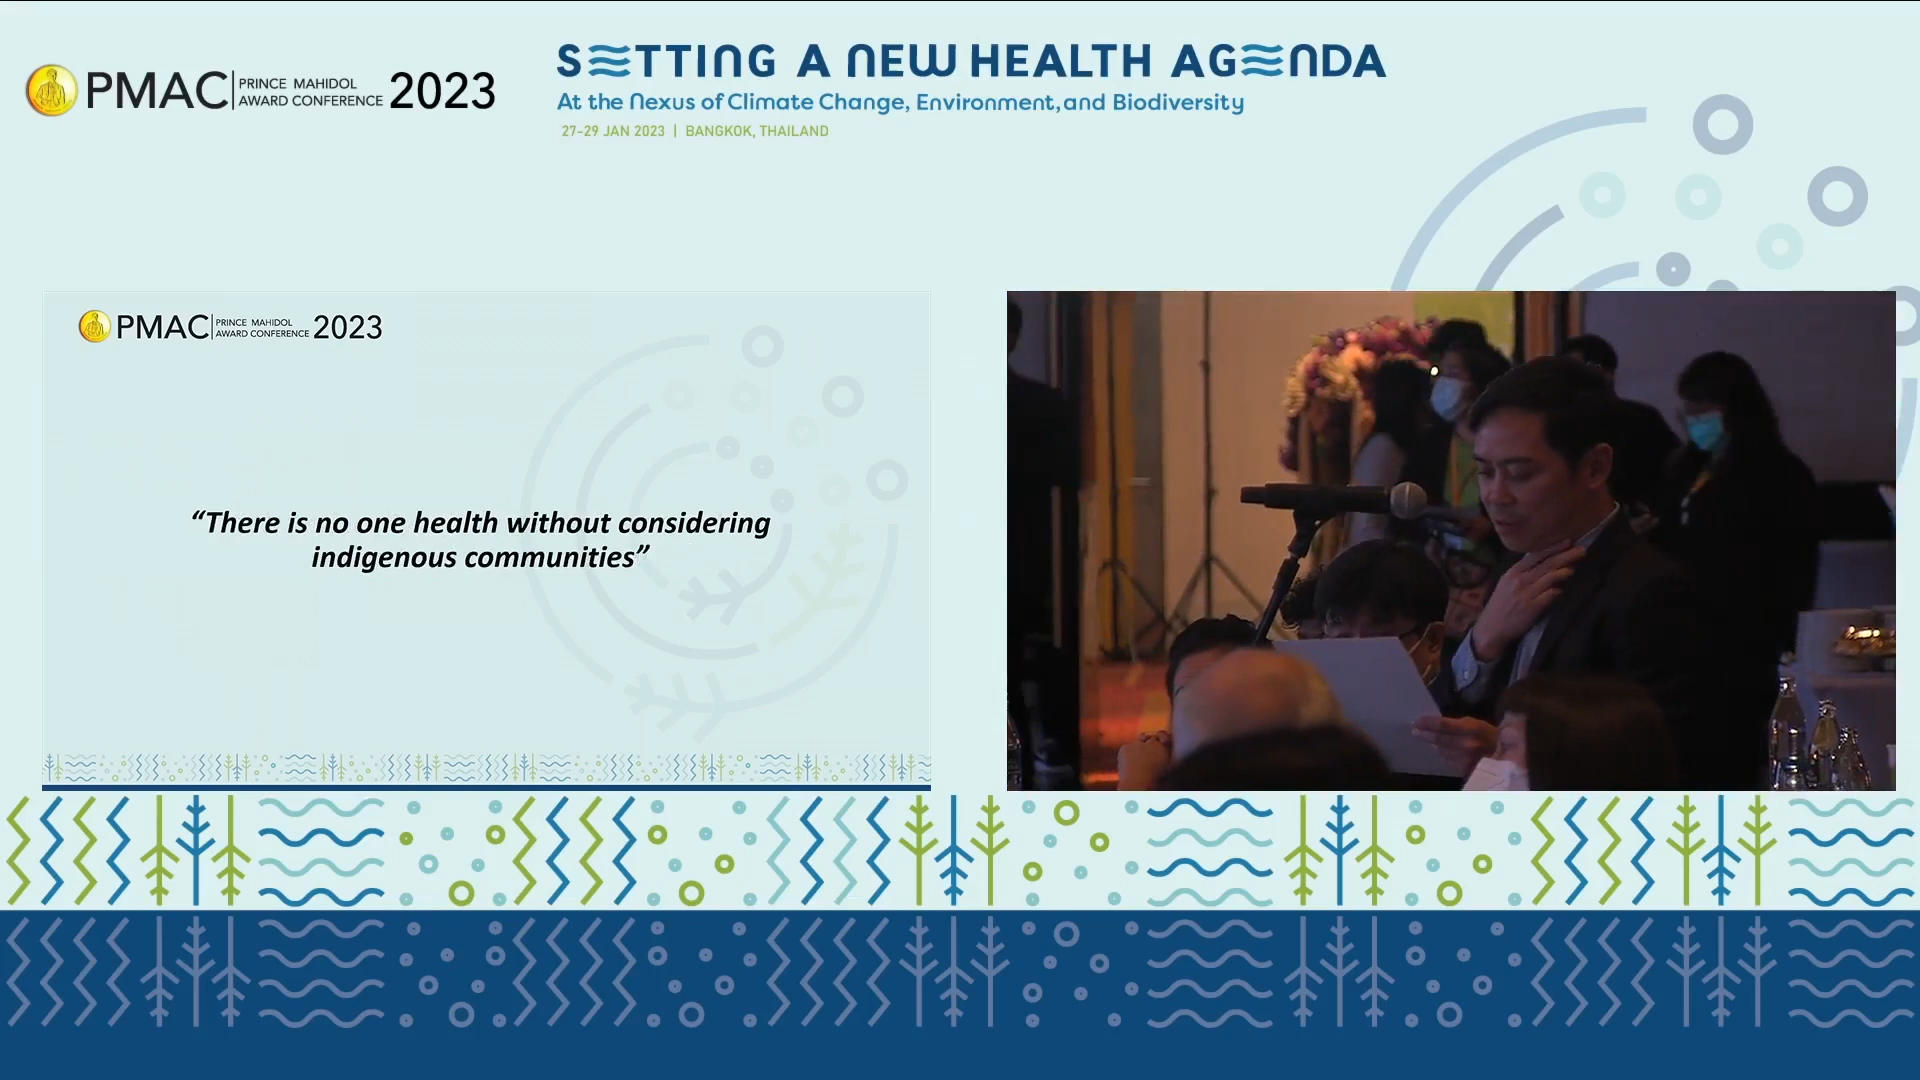 PMAC PRINCE MAHIDOL AWARD CONFERENCE 2023
SETTING A NEW HEALTH AGENDA
At the Nexus of Climate Change, Environment, and Biodiversity
27-29 JAN 2023 | BANGKOK, THAILAND
PMAC PRINCE MAHIDOL AWARD CONFERENCE 2023
“There is no one health without considering
indigenous communities”